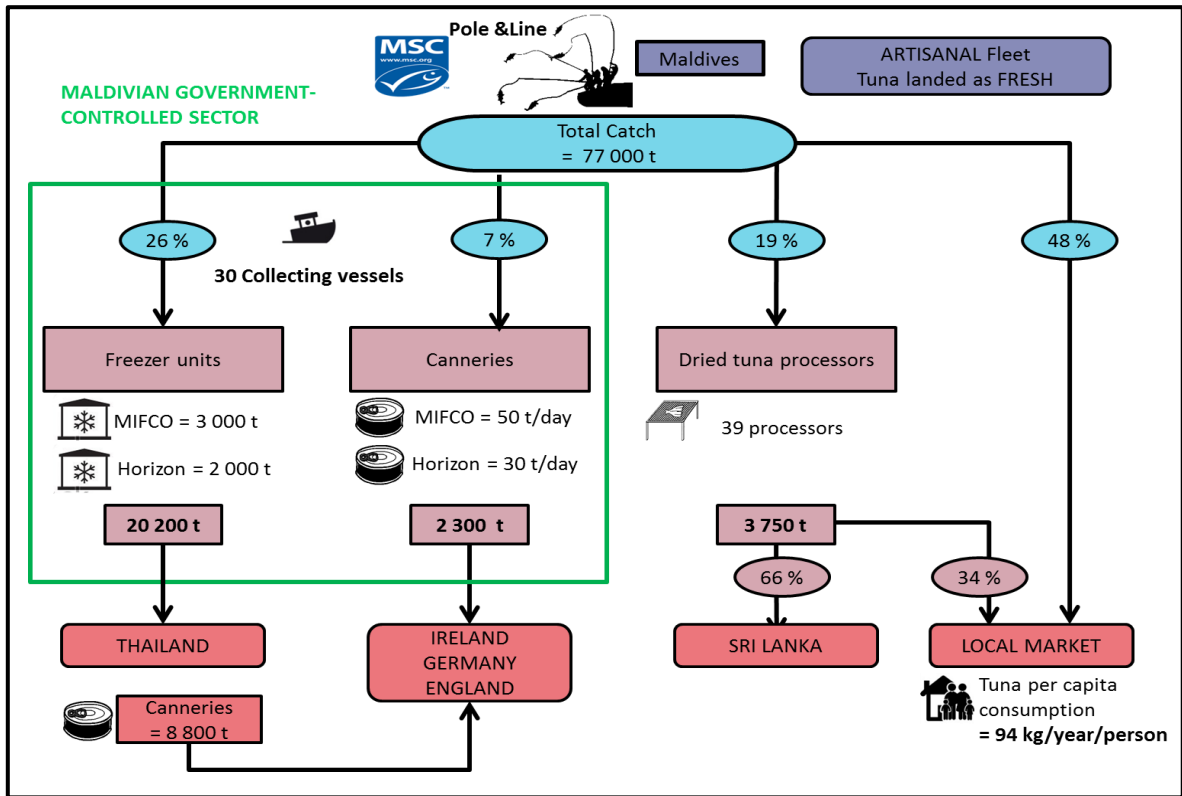 Pole &Line
MSC
www.msc.org
Maldives
ARTISANAL Fleet
Tuna landed as FRESH
MALDIVIAN GOVERNMENT-
CONTROLLED SECTOR
Total Catch
= 77 000 t
26 %
7 %
19 %
48 %
30 Collecting vessels
Freezer units
Canneries
Dried tuna processors
MIFCO = 3 000 t
MIFCO = 50 t/day
39 processors
Horizon = 2 000 t
Horizon = 30 t/day
20 200 t
2 300 t
3 750 t
66 %
34 %
THAILAND
IRELAND
GERMANY
ENGLAND
SRI LANKA
LOCAL MARKET
Canneries
= 8 800 t
Tuna per capita
consumption
= 94 kg/year/person